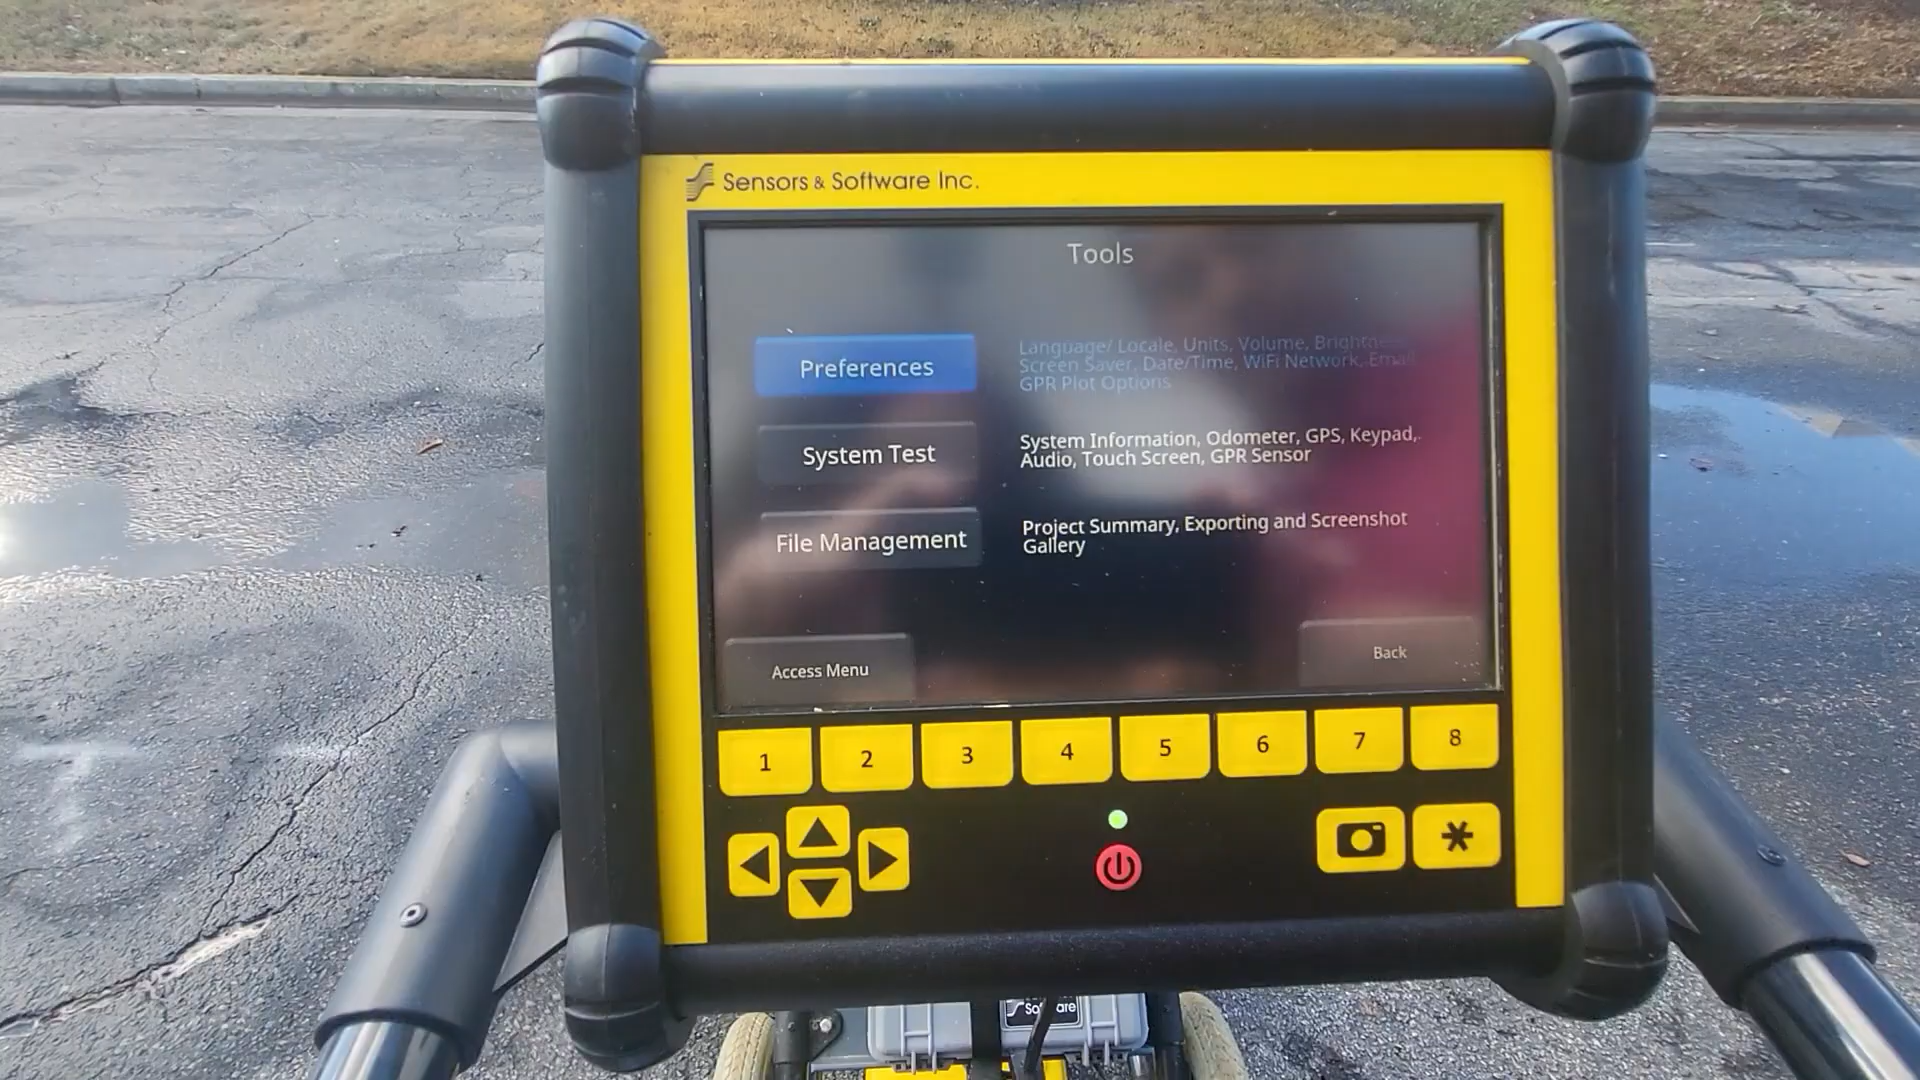 Sensors & Software Inc.
Tools
Preferences
Language/ Locale, Units, Volume, Brightness
Screen Saver, Date/Time, WiFi Network, Email
GPR Plot Options
System Test
System Information, Odometer, GPS, Keypad,
Audio, Touch Screen, GPR Sensor
File Management
Project Summary, Exporting and Screenshot
Gallery
Access Menu
Back
1 2 3 4 5 6 7 8